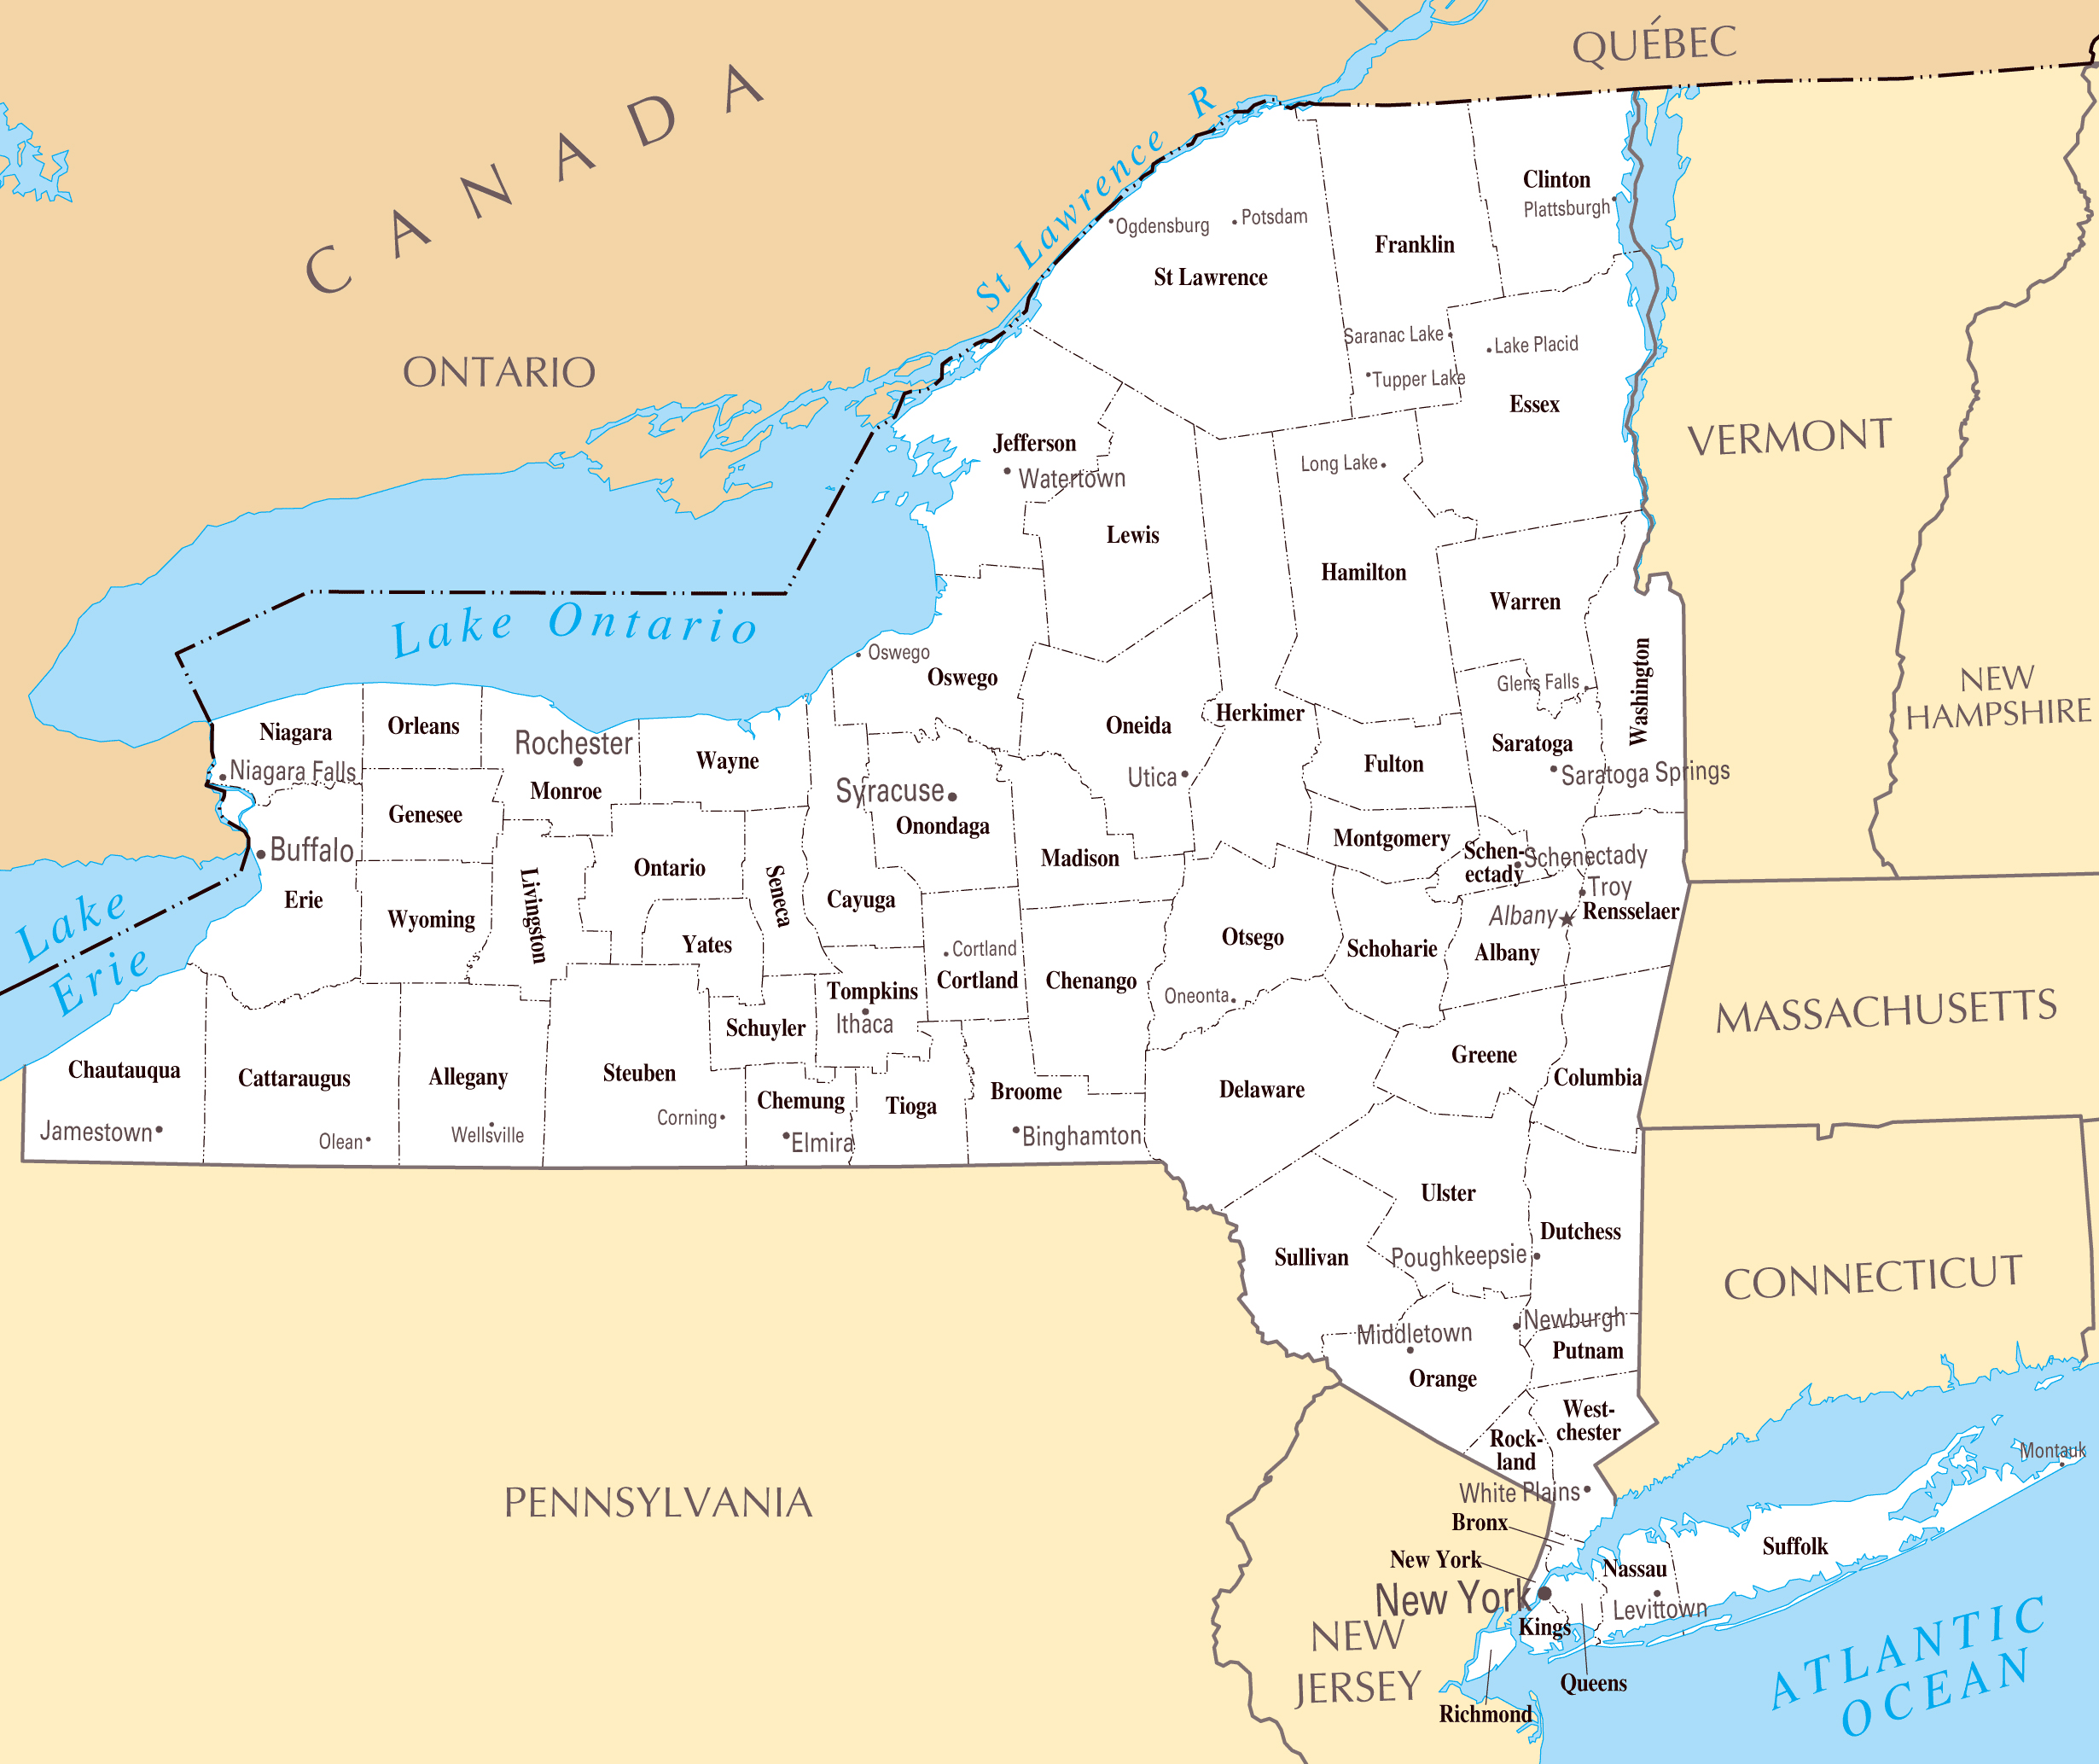 QUÉBEC
CANADA
St Lawrence R
Clinton
Plattsburgh
Ogdensburg
Potsdam
Franklin
St Lawrence
Saranac Lake
Lake Placid
ONTARIO
Tupper Lake
Essex
Jefferson
Watertown
Long Lake
VERMONT
Lewis
Hamilton
Warren
Lake Ontario
Oswego
Oswego
Glens Falls
Washington
NEW
HAMPSHIRE
Niagara
Orleans
Rochester
Wayne
Oneida
Herkimer
Saratoga
Niagara Falls
Monroe
Syracuse
Utica
Fulton
Saratoga Springs
Genesee
Onondaga
Montgomery
Buffalo
Madison
Schen-
ectady
Schenectady
Ontario
Seneca
Livingston
Erie
Wyoming
Cayuga
Troy
Albany
Rensselaer
Lake
Erie
Yates
Cortland
Otsego
Schoharie
Albany
Tompkins
Cortland
Chenango
Oneonta
MASSACHUSETTS
Ithaca
Schuyler
Chautauqua
Cattaraugus
Allegany
Steuben
Greene
Columbia
Chemung
Tioga
Broome
Delaware
Jamestown
Olean
Wellsville
Corning
Elmira
Binghamton
Ulster
Dutchess
Sullivan
Poughkeepsie
CONNECTICUT
Middletown
Newburgh
Putnam
Orange
West-
chester
Rock-
land
Montauk
White Plains
PENNSYLVANIA
Bronx
Suffolk
New York
Nassau
New York
Levittown
Kings
NEW
JERSEY
Queens
Richmond
ATLANTIC
OCEAN